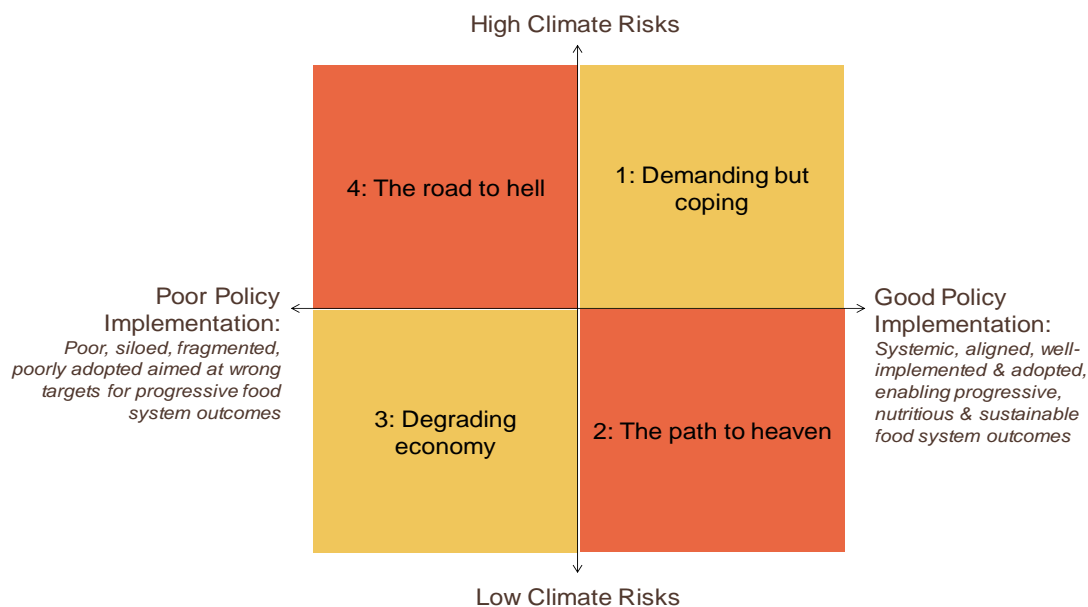 High Climate Risks
4: The road to hell
1: Demanding but
coping
Poor Policy
Implementation:
Poor, siloed, fragmented,
poorly adopted aimed at wrong
targets for progressive food
system outcomes
Good Policy
Implementation:
Systemic, aligned, well-
implemented & adopted,
enabling progressive,
nutritious & sustainable
food system outcomes
3: Degrading
economy
2: The path to heaven
Low Climate Risks